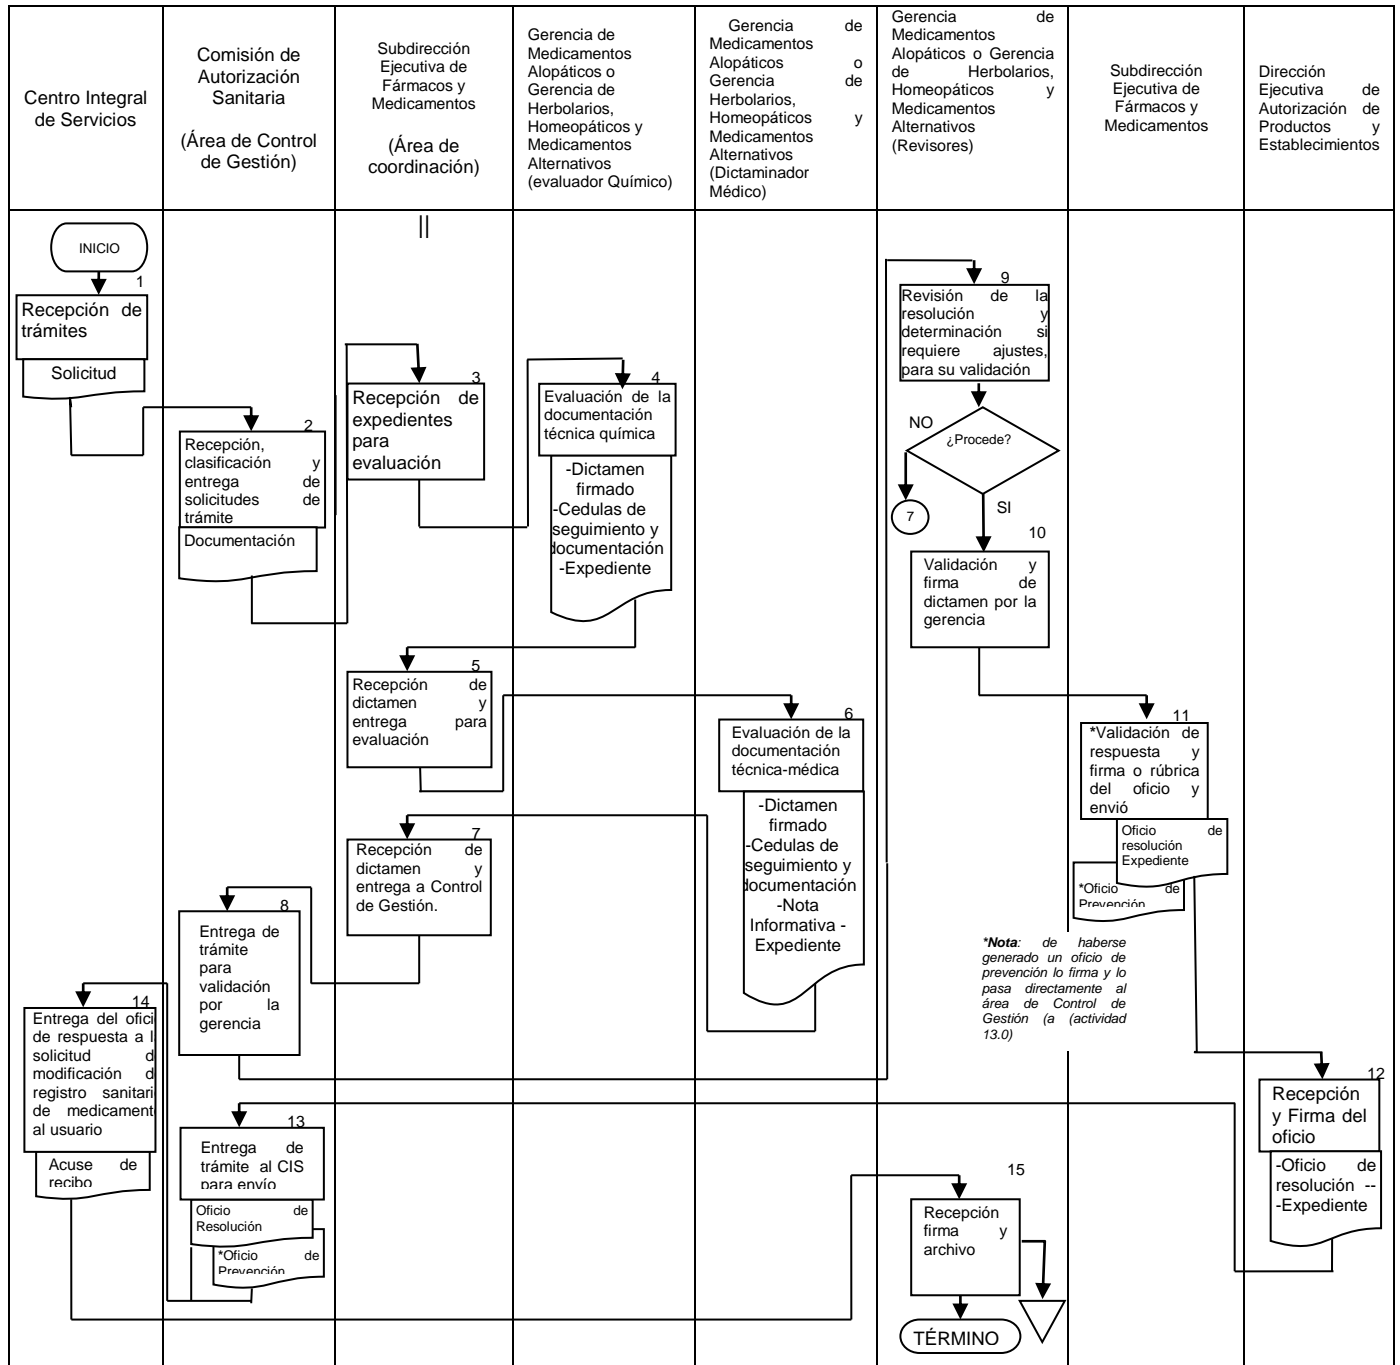 Centro Integral
de Servicios
Comisión de
Autorización
Sanitaria
(Área de Control
de Gestión)
Subdirección
Ejecutiva de
Fármacos y
Medicamentos
(Área de
coordinación)
Gerencia de
Medicamentos
Alopáticos o
Gerencia de
Herbolarios,
Homeopáticos y
Medicamentos
Alternativos
(evaluador Químico)
Gerencia de
Medicamentos
Alopáticos o
Gerencia de
Herbolarios,
Homeopáticos y
Medicamentos
Alternativos
(Dictaminador
Médico)
Gerencia de
Medicamentos
Alopáticos o Gerencia
de Herbolarios,
Homeopáticos y
Medicamentos
Alternativos
(Revisores)
Subdirección
Ejecutiva de
Fármacos y
Medicamentos
Dirección
Ejecutiva de
Autorización de
Productos y
Establecimientos
||
INICIO
1
Recepción de
trámites
Solicitud
2
Recepción,
clasificación y
entrega de
solicitudes de
trámite
Documentación
3
Recepción de
expedientes
para
evaluación
4
Evaluación de la
documentación
técnica química
-Dictamen
firmado
-Cedulas de
seguimiento y
documentación
-Expediente
5
Recepción de
dictamen y
entrega para
evaluación
6
Evaluación de la
documentación
técnica-médica
-Dictamen
firmado
-Cedulas de
seguimiento y
documentación
-Nota
Informativa -
Expediente
7
Recepción de
dictamen y
entrega a Control
de Gestión.
8
Entrega de
trámite
para
validación
por la
gerencia
9
Revisión de la
resolución y
determinación si
requiere ajustes,
para su validación
¿Procede?
NO
7
SI
10
Validación y
firma de
dictamen por la
gerencia
11
*Validación de
respuesta y
firma o rúbrica
del oficio y
envió
Oficio de
resolución
Expediente
*Oficio de
Prevención
*Nota: de haberse
generado un oficio de
prevención lo firma y lo
pasa directamente al
área de Control de
Gestión (a (actividad
13.0)
12
Recepción
y Firma del
oficio
-Oficio de
resolución --
-Expediente
13
Entrega de
trámite al CIS
para envío
Oficio de
Resolución
*Oficio de
Prevención
14
Entrega del ofici
de respuesta a l
solicitud d
modificación d
registro sanitari
de medicament
al usuario
Acuse de
recibo
15
Recepción
firma y
archivo
TÉRMINO